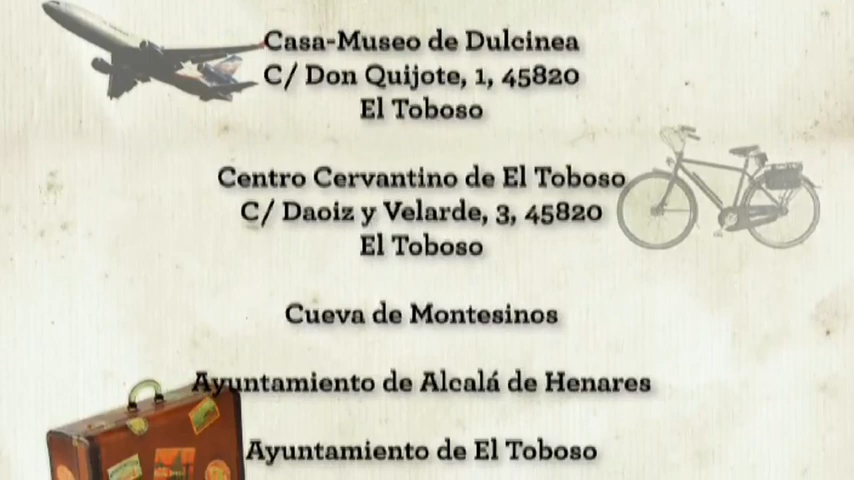 Casa-Museo de Dulcinea
C/ Don Quijote, 1, 45820
El Toboso
Centro Cervantino de El Toboso
C/ Daoiz y Velarde, 3, 45820
El Toboso
Cueva de Montesinos
Ayuntamiento de Alcalá de Henares
Ayuntamiento de El Toboso